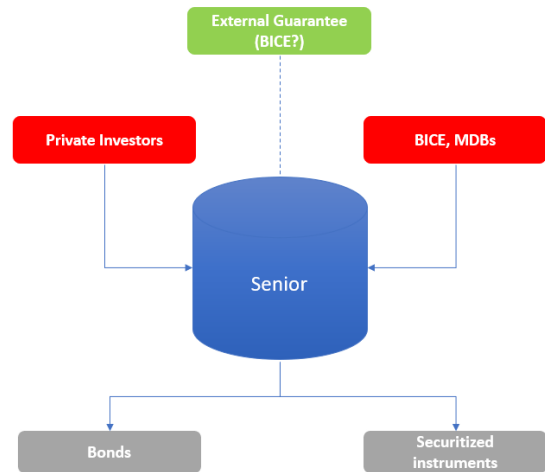 External Guarantee
(BICE?)
Private Investors
BICE, MDBs
Senior
Bonds
Securitized
instruments